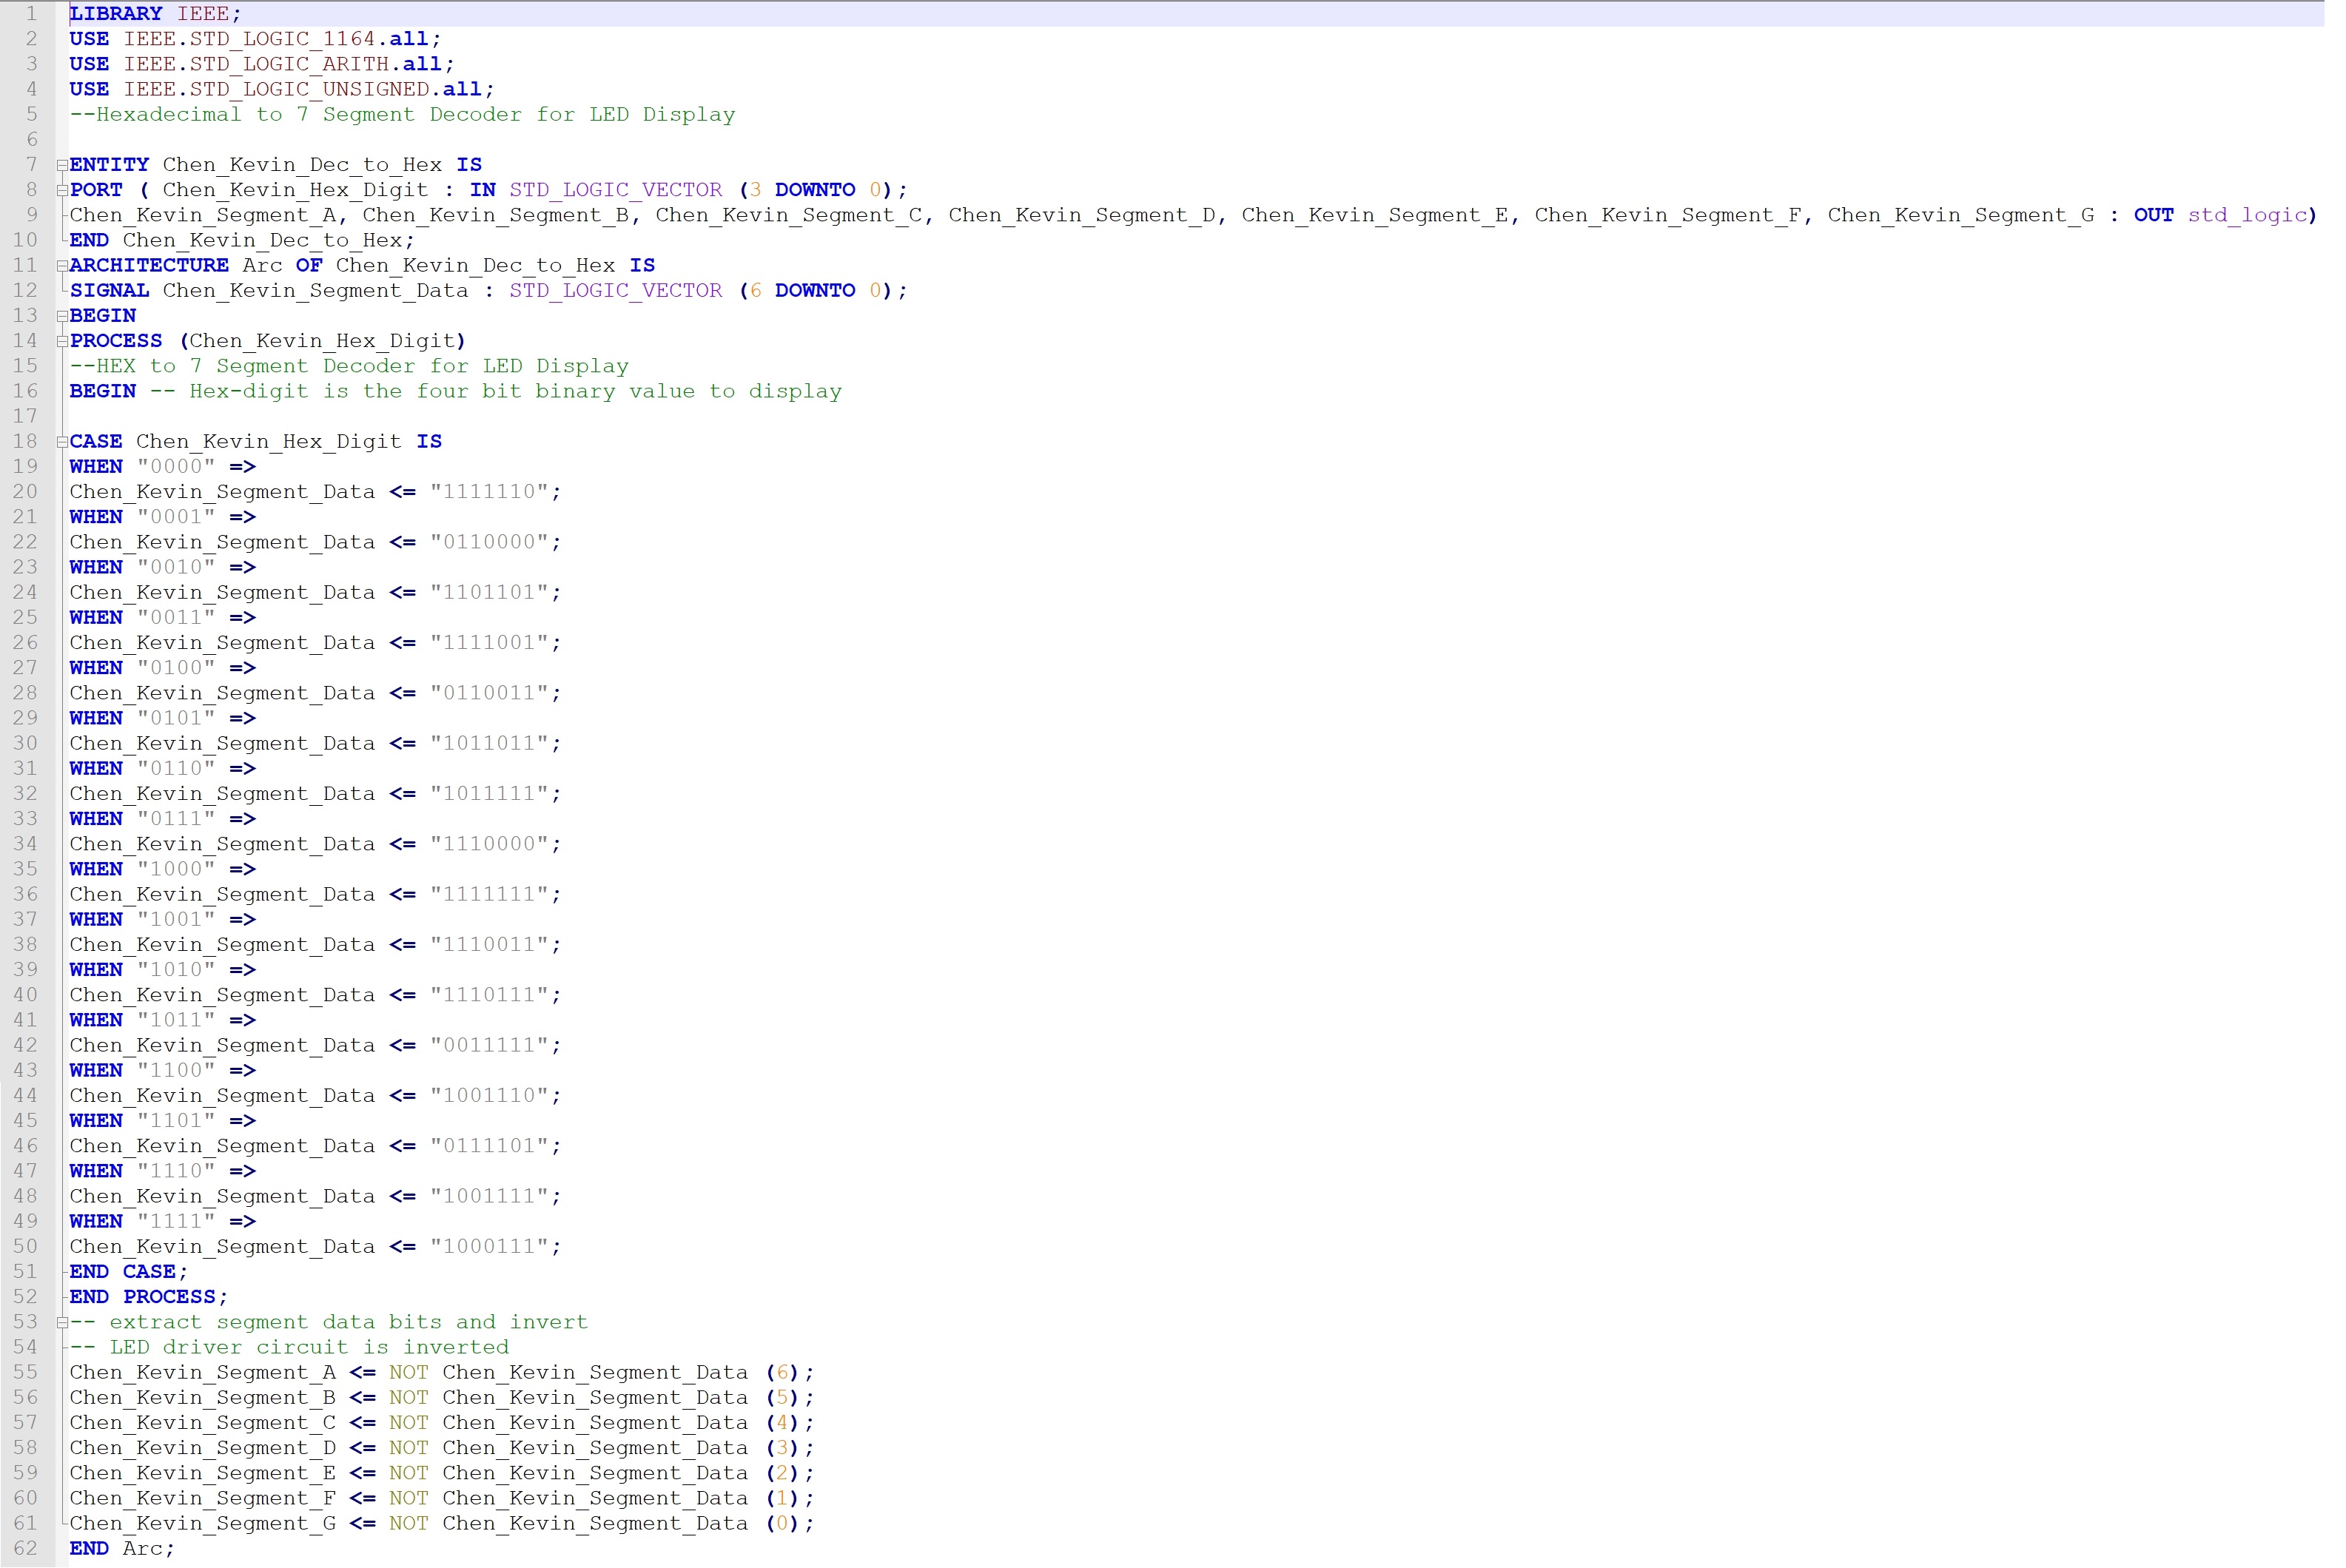 1 LIBRARY IEEE;
2 USE IEEE.STD_LOGIC_1164.all;
3 USE IEEE.STD_LOGIC_ARITH.all;
4 USE IEEE.STD_LOGIC_UNSIGNED.all;
5 --Hexadecimal to 7 Segment Decoder for LED Display
6
7 ENTITY Chen_Kevin_Dec_to_Hex IS
8 PORT ( Chen_Kevin_Hex_Digit : IN STD_LOGIC_VECTOR (3 DOWNTO 0);
9 Chen_Kevin_Segment_A, Chen_Kevin_Segment_B, Chen_Kevin_Segment_C, Chen_Kevin_Segment_D, Chen_Kevin_Segment_E, Chen_Kevin_Segment_F, Chen_Kevin_Segment_G : OUT std_logic)
10 END Chen_Kevin_Dec_to_Hex;
11 ARCHITECTURE Arc OF Chen_Kevin_Dec_to_Hex IS
12 SIGNAL Chen_Kevin_Segment_Data : STD_LOGIC_VECTOR (6 DOWNTO 0);
13 BEGIN
14 PROCESS (Chen_Kevin_Hex_Digit)
15 --HEX to 7 Segment Decoder for LED Display
16 BEGIN -- Hex-digit is the four bit binary value to display
17
18 CASE Chen_Kevin_Hex_Digit IS
19 WHEN "0000" =>
20 Chen_Kevin_Segment_Data <= "1111110";
21 WHEN "0001" =>
22 Chen_Kevin_Segment_Data <= "0110000";
23 WHEN "0010" =>
24 Chen_Kevin_Segment_Data <= "1101101";
25 WHEN "0011" =>
26 Chen_Kevin_Segment_Data <= "1111001";
27 WHEN "0100" =>
28 Chen_Kevin_Segment_Data <= "0110011";
29 WHEN "0101" =>
30 Chen_Kevin_Segment_Data <= "1011011";
31 WHEN "0110" =>
32 Chen_Kevin_Segment_Data <= "1011111";
33 WHEN "0111" =>
34 Chen_Kevin_Segment_Data <= "1110000";
35 WHEN "1000" =>
36 Chen_Kevin_Segment_Data <= "1111111";
37 WHEN "1001" =>
38 Chen_Kevin_Segment_Data <= "1110011";
39 WHEN "1010" =>
40 Chen_Kevin_Segment_Data <= "1110111";
41 WHEN "1011" =>
42 Chen_Kevin_Segment_Data <= "0011111";
43 WHEN "1100" =>
44 Chen_Kevin_Segment_Data <= "1001110";
45 WHEN "1101" =>
46 Chen_Kevin_Segment_Data <= "0111101";
47 WHEN "1110" =>
48 Chen_Kevin_Segment_Data <= "1001111";
49 WHEN "1111" =>
50 Chen_Kevin_Segment_Data <= "1000111";
51 END CASE;
52 END PROCESS;
53 -- extract segment data bits and invert
54 -- LED driver circuit is inverted
55 Chen_Kevin_Segment_A <= NOT Chen_Kevin_Segment_Data (6);
56 Chen_Kevin_Segment_B <= NOT Chen_Kevin_Segment_Data (5);
57 Chen_Kevin_Segment_C <= NOT Chen_Kevin_Segment_Data (4);
58 Chen_Kevin_Segment_D <= NOT Chen_Kevin_Segment_Data (3);
59 Chen_Kevin_Segment_E <= NOT Chen_Kevin_Segment_Data (2);
60 Chen_Kevin_Segment_F <= NOT Chen_Kevin_Segment_Data (1);
61 Chen_Kevin_Segment_G <= NOT Chen_Kevin_Segment_Data (0);
62 END Arc;